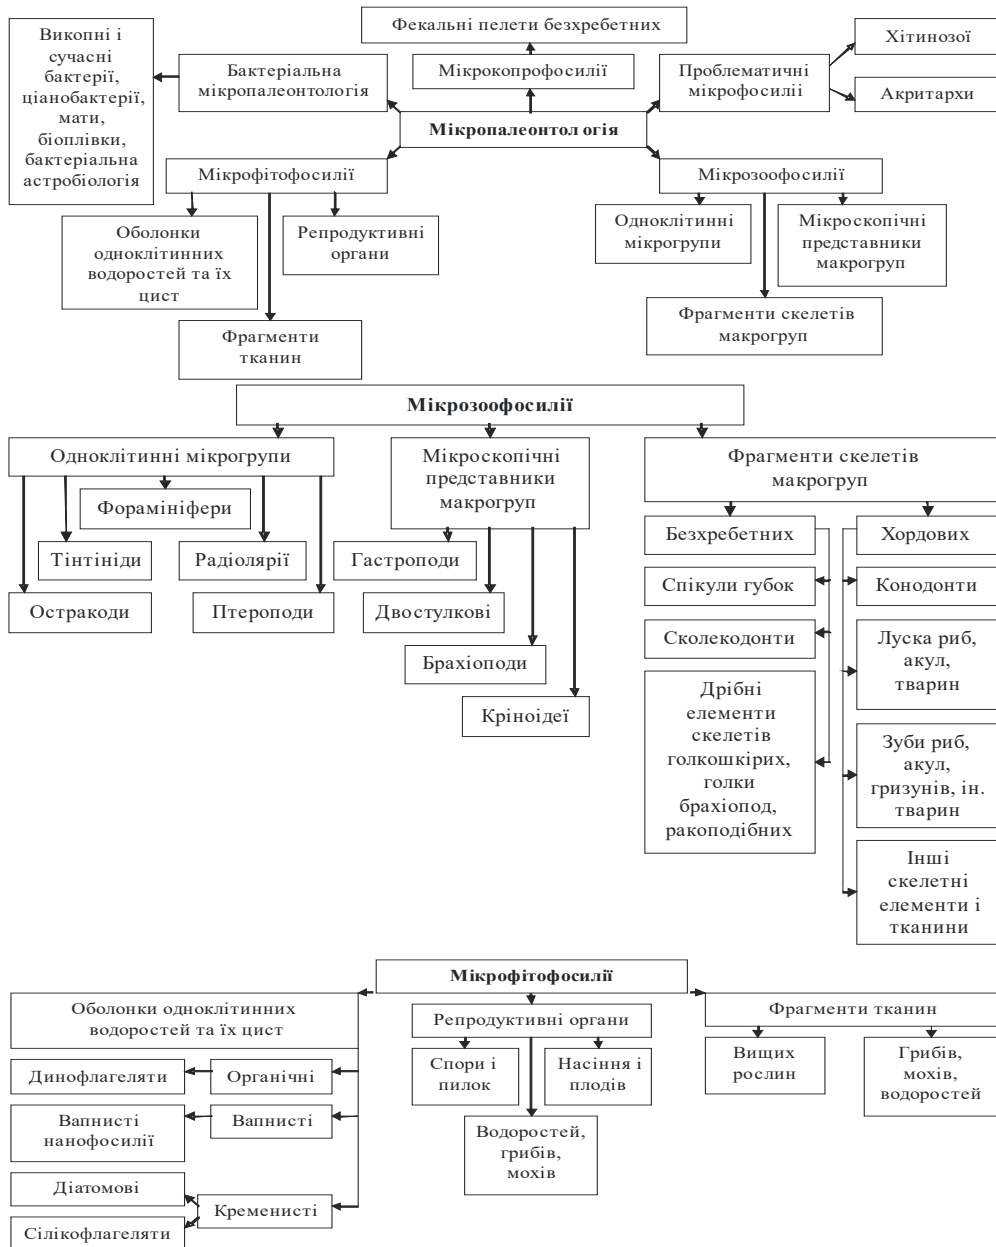 Фекальні пелети безхребетних
Викопні і
сучасні
бактерії,
ціанобактерії,
мати,
біоплівки,
бактеріальна
астробіологія
Бактеріальна
мікропалеонтологія
Мікрокопрофосилії
Проблематичні
мікрофосилії
Хітинозої
Акритархи
Мікропалеонтол огія
Мікрофітофосилії
Мікрозоофосилії
Оболонки
одноклітинних
водоростей та їх
цист
Репродуктивні
органи
Фрагменти
тканин
Одноклітинні
мікрогрупи
Мікроскопічні
представники
макрогруп
Фрагменти скелетів
макрогруп
Мікрозоофосилії
Одноклітинні мікрогрупи
Форамініфери
Тінтініди
Радіолярії
Остракоди
Птероподи
Мікроскопічні
представники
макрогруп
Гастроподи
Двостулкові
Брахіоподи
Кріноідеї
Фрагменти скелетів
макрогруп
Безхребетних
Спікули губок
Сколекодонти
Дрібні
елементи
скелетів
голкошкірих,
голки
брахіопод,
ракоподібних
Хордових
Конодонти
Луска риб,
акул,
тварин
Зуби риб,
акул,
гризунів, ін.
тварин
Інші
скелетні
елементи і
тканини
Мікрофітофосилії
Оболонки одноклітинних
водоростей та їх цист
Динофлагеляти
Органічні
Вапнисті
нанофосилії
Вапнисті
Діатомові
Кременисті
Сілікофлагеляти
Репродуктивні органи
Спори і
пилок
Насіння і
плодів
Водоростей,
грибів,
мохів
Фрагменти тканин
Вищих
рослин
Грибів,
мохів,
водоростей